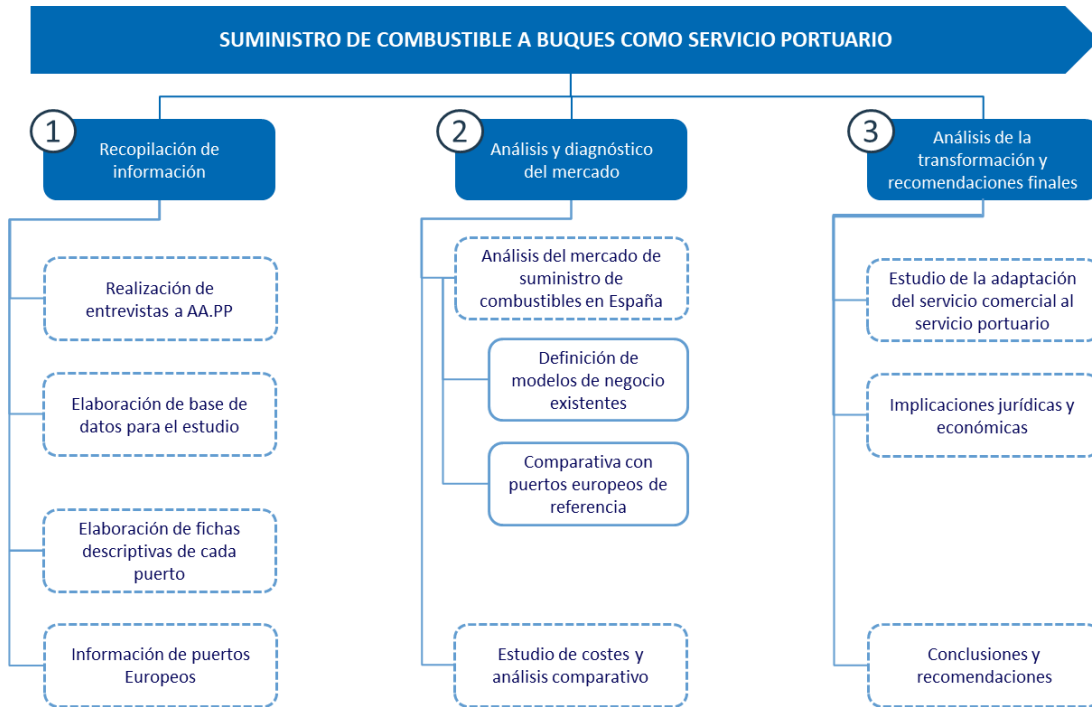 SUMINISTRO DE COMBUSTIBLE A BUQUES COMO SERVICIO PORTUARIO
1
Recopilación de
información
Realización de
entrevistas a AA.PP
Elaboración de base de
datos para el estudio
Elaboración de fichas
descriptivas de cada
puerto
Información de puertos
Europeos
2
Análisis y diagnóstico
del mercado
Análisis del mercado de
suministro de
combustibles en España
Definición de
modelos de negocio
existentes
Comparativa con
puertos europeos de
referencia
Estudio de costes y
análisis comparativo
3
Análisis de la
transformación y
recomendaciones finales
Estudio de la adaptación
del servicio comercial al
servicio portuario
Implicaciones jurídicas y
económicas
Conclusiones y
recomendaciones